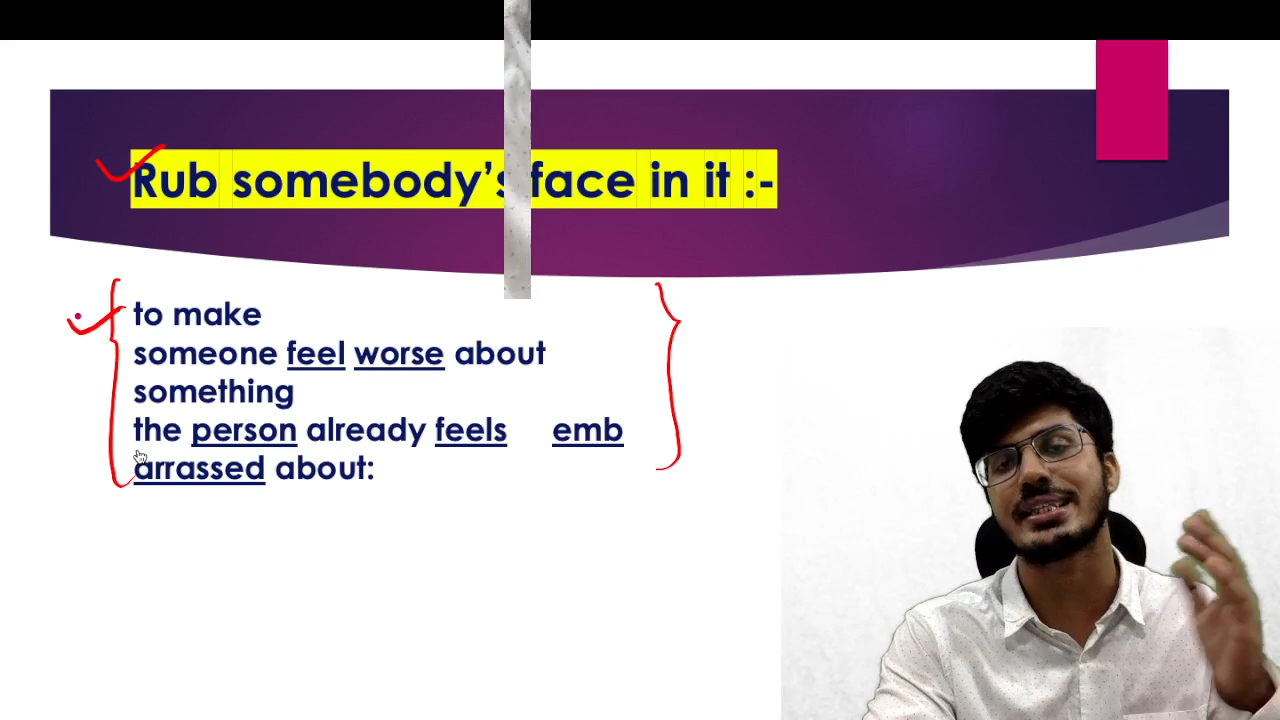 Rub somebody's face in it :-
to make
someone feel worse about
something
the person already feels emb
arrassed about: